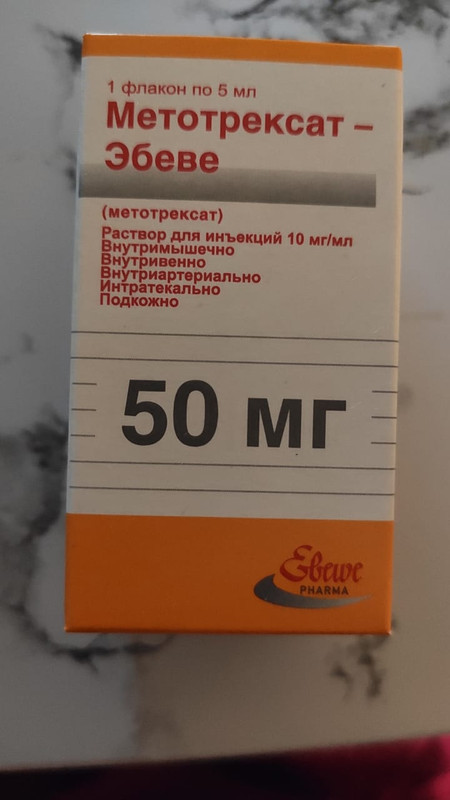 1 флакон по 5 мл
Метотрексат –
Эбеве
(метотрексат)
Раствор для инъекций 10 мг/мл
Внутримышечно
Внутривенно
Внутриартериально
Интратекально
Подкожно
50 мг
Ebewe
PHARMA